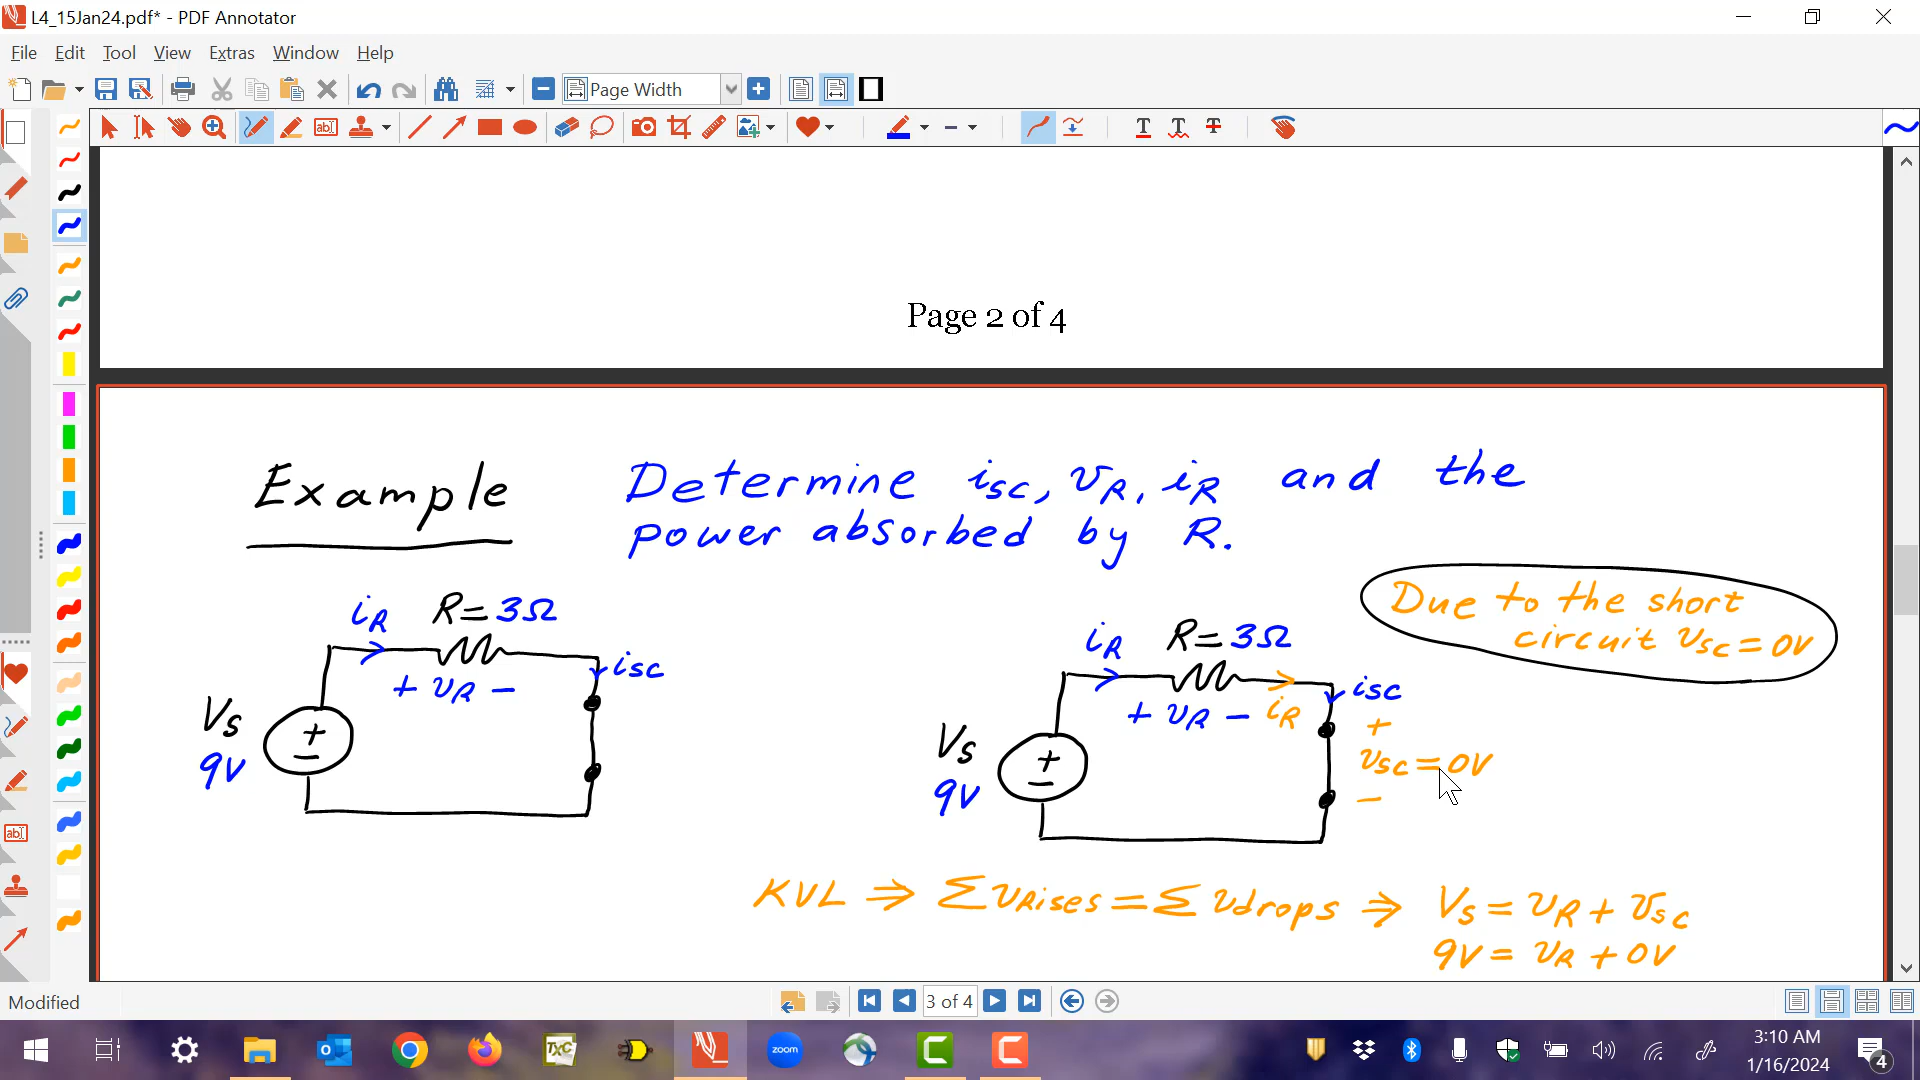 L4_15Jan24.pdf* - PDF Annotator
File Edit Tool View Extras Window Help
Page Width
Page 2 of 4
Example Determine isc, vR, iR and the
power absorbed by R.
Due to the short
circuit vsc = 0V
iR R = 3Ω
isc
+ vR -
Vs
9V
+
-
iR R = 3Ω
isc
+ vR - iR
+
vsc = 0V
-
Vs
9V
+
-
KVL ⇒ Σ vRises = Σ vdrops ⇒ Vs = vR + vsc
9V = vR + 0V
Modified
3 of 4
zoom
TXC
3:10 AM
1/16/2024
4